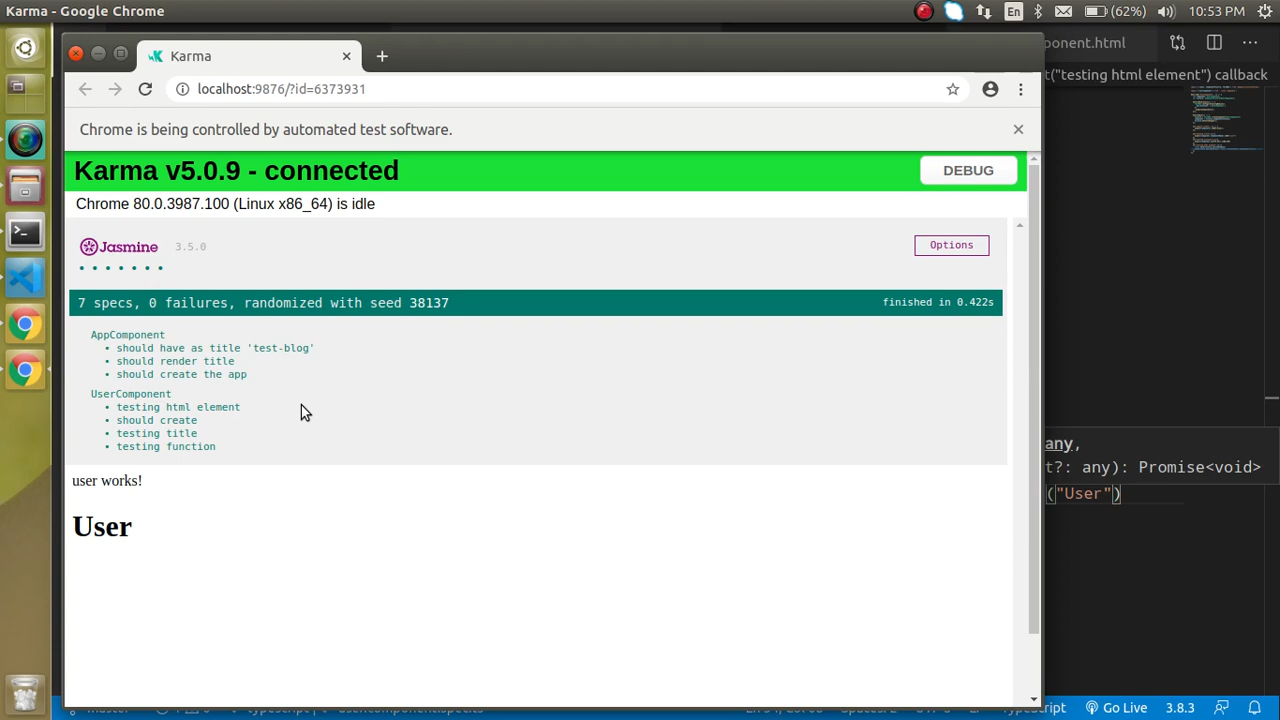 Karma - Google Chrome
En
(62%)
10:53 PM
Karma
ponent.html
localhost:9876/?id=6373931
t("testing html element") callback
Chrome is being controlled by automated test software.
Karma v5.0.9 - connected
DEBUG
Chrome 80.0.3987.100 (Linux x86_64) is idle
Jasmine 3.5.0
Options
7 specs, 0 failures, randomized with seed 38137
finished in 0.422s
AppComponent
• should have as title 'test-blog'
• should render title
• should create the app
UserComponent
• testing html element
• should create
• testing title
• testing function
any,
t?: any): Promise<void>
("User")
user works!
User
Go Live
3.8.3